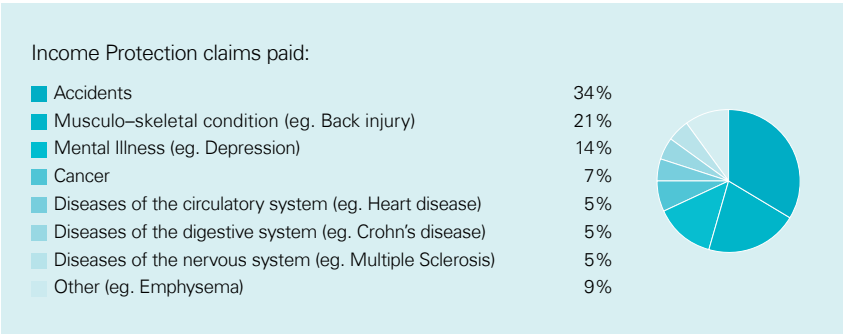 Income Protection claims paid:
Accidents 34%
Musculo–skeletal condition (eg. Back injury) 21%
Mental Illness (eg. Depression) 14%
Cancer 7%
Diseases of the circulatory system (eg. Heart disease) 5%
Diseases of the digestive system (eg. Crohn’s disease) 5%
Diseases of the nervous system (eg. Multiple Sclerosis) 5%
Other (eg. Emphysema) 9%